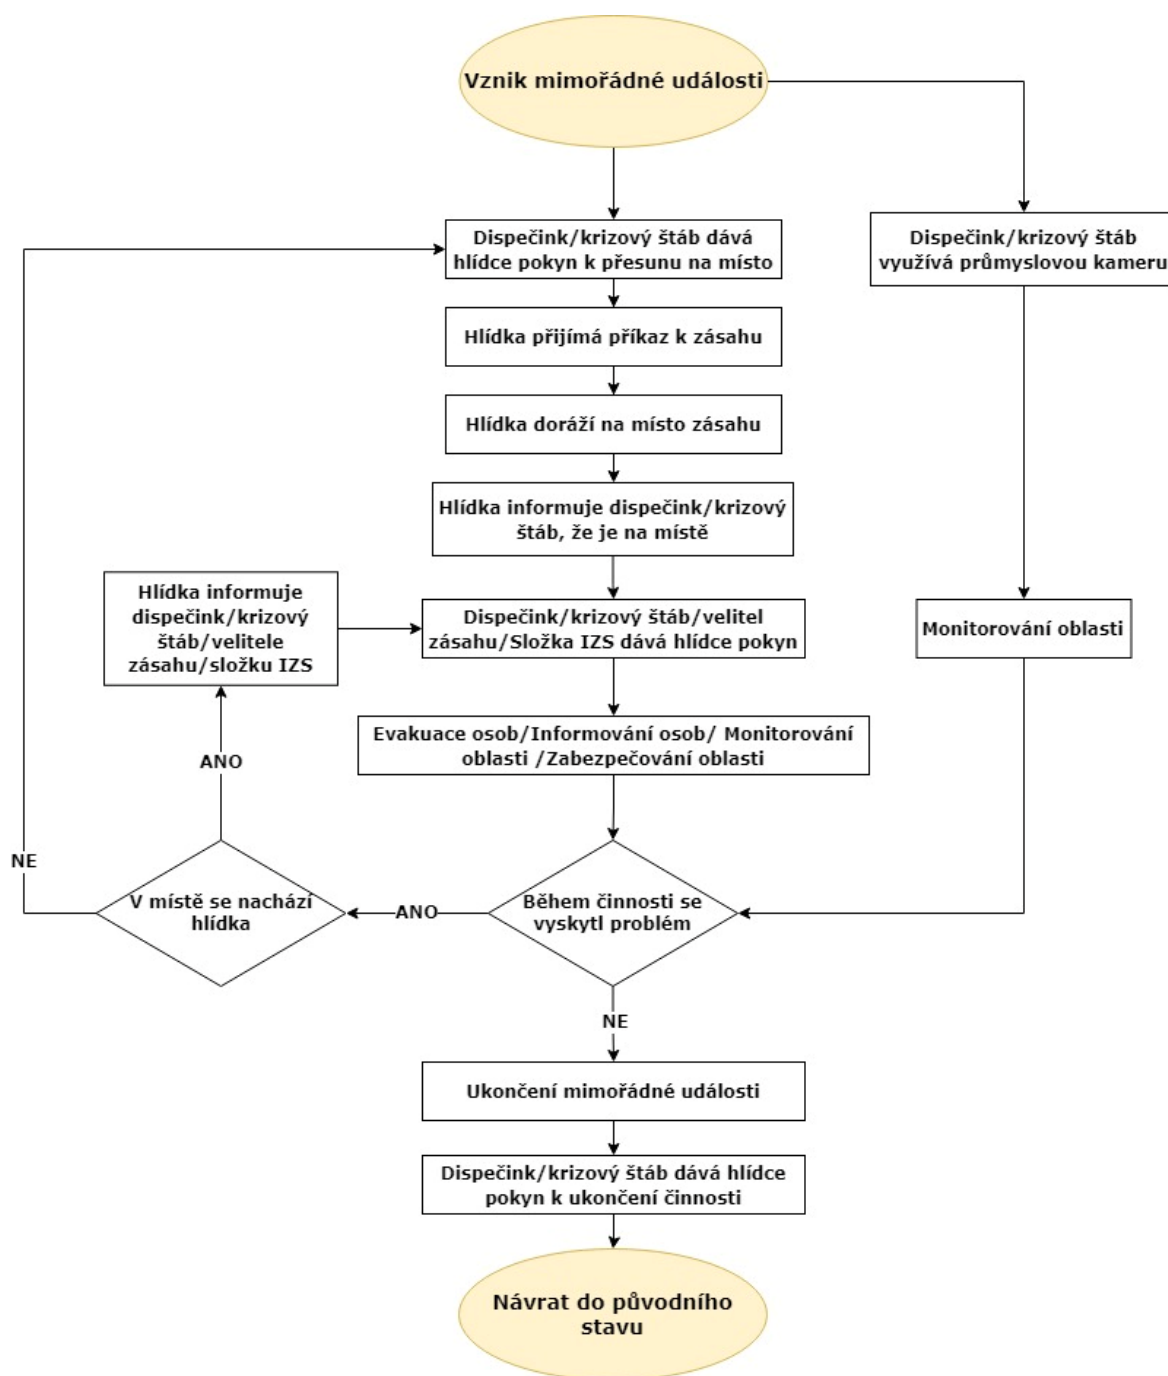 Vznik mimořádné události
Dispečink/krizový štáb dává
hlídce pokyn k přesunu na místo
Dispečink/krizový štáb
využívá průmyslovou kameru
Hlídka přijímá příkaz k zásahu
Hlídka doráží na místo zásahu
Hlídka informuje dispečink/krizový
štáb, že je na místě
Hlídka informuje
dispečink/krizový
štáb/velitele
zásahu/složku IZS
Dispečink/krizový štáb/velitel
zásahu/Složka IZS dává hlídce pokyn
Monitorování oblasti
Evakuace osob/Informování osob/ Monitorování
oblasti /Zabezpečování oblasti
ANO
NE
V místě se nachází
hlídka
ANO
Během činnosti se
vyskytl problém
NE
Ukončení mimořádné události
Dispečink/krizový štáb dává hlídce
pokyn k ukončení činnosti
Návrat do původního
stavu